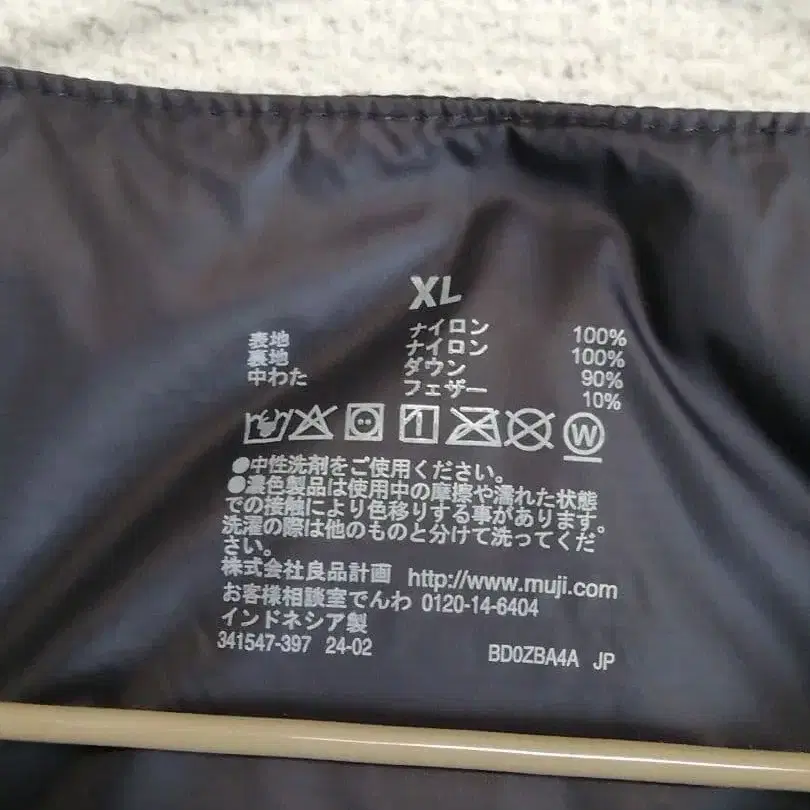 XL
表地 ナイロン 100%
裏地 ナイロン 100%
中わた ダウン 90%
フェザー 10%
1 W
●中性洗剤をご使用ください。
●濃色製品は使用中の摩擦や濡れた状態
での接触により色移りする事があります。
洗濯の際は他のものと分けて洗ってくだ
さい。
株式会社良品計画 http://www.muji.com
お客様相談室でんわ 0120-14-6404
インドネシア製
341547-397 24-02 BD0ZBA4A JP